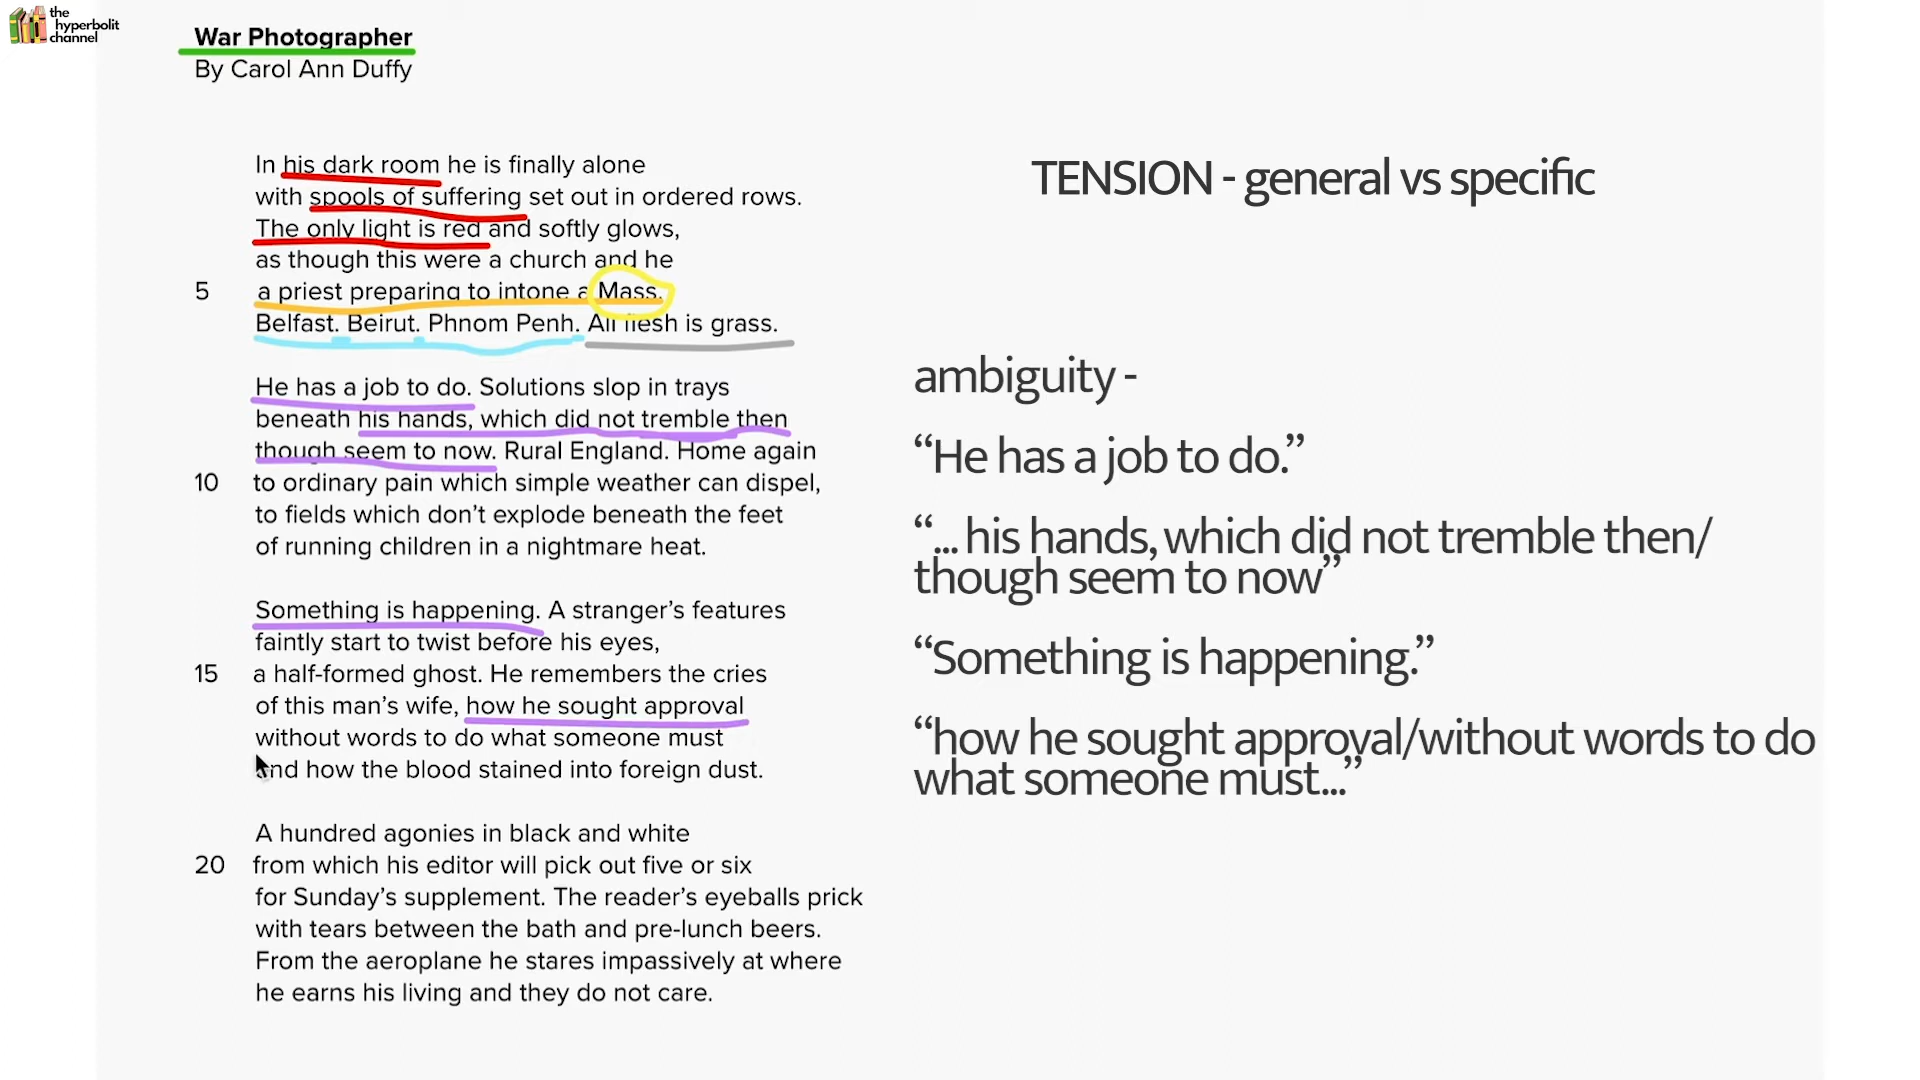 the
hyperbolit
channel
War Photographer
By Carol Ann Duffy
In his dark room he is finally alone
with spools of suffering set out in ordered rows.
The only light is red and softly glows,
as though this were a church and he
5 a priest preparing to intone a Mass.
Belfast. Beirut. Phnom Penh. All flesh is grass.
He has a job to do. Solutions slop in trays
beneath his hands, which did not tremble then
though seem to now. Rural England. Home again
10 to ordinary pain which simple weather can dispel,
to fields which don’t explode beneath the feet
of running children in a nightmare heat.
Something is happening. A stranger’s features
faintly start to twist before his eyes,
15 a half-formed ghost. He remembers the cries
of this man’s wife, how he sought approval
without words to do what someone must
and how the blood stained into foreign dust.
A hundred agonies in black and white
20 from which his editor will pick out five or six
for Sunday’s supplement. The reader’s eyeballs prick
with tears between the bath and pre-lunch beers.
From the aeroplane he stares impassively at where
he earns his living and they do not care.
TENSION - general vs specific
ambiguity -
“He has a job to do.”
“... his hands, which did not tremble then/
though seem to now”
“Something is happening.”
“how he sought approval/without words to do
what someone must...”